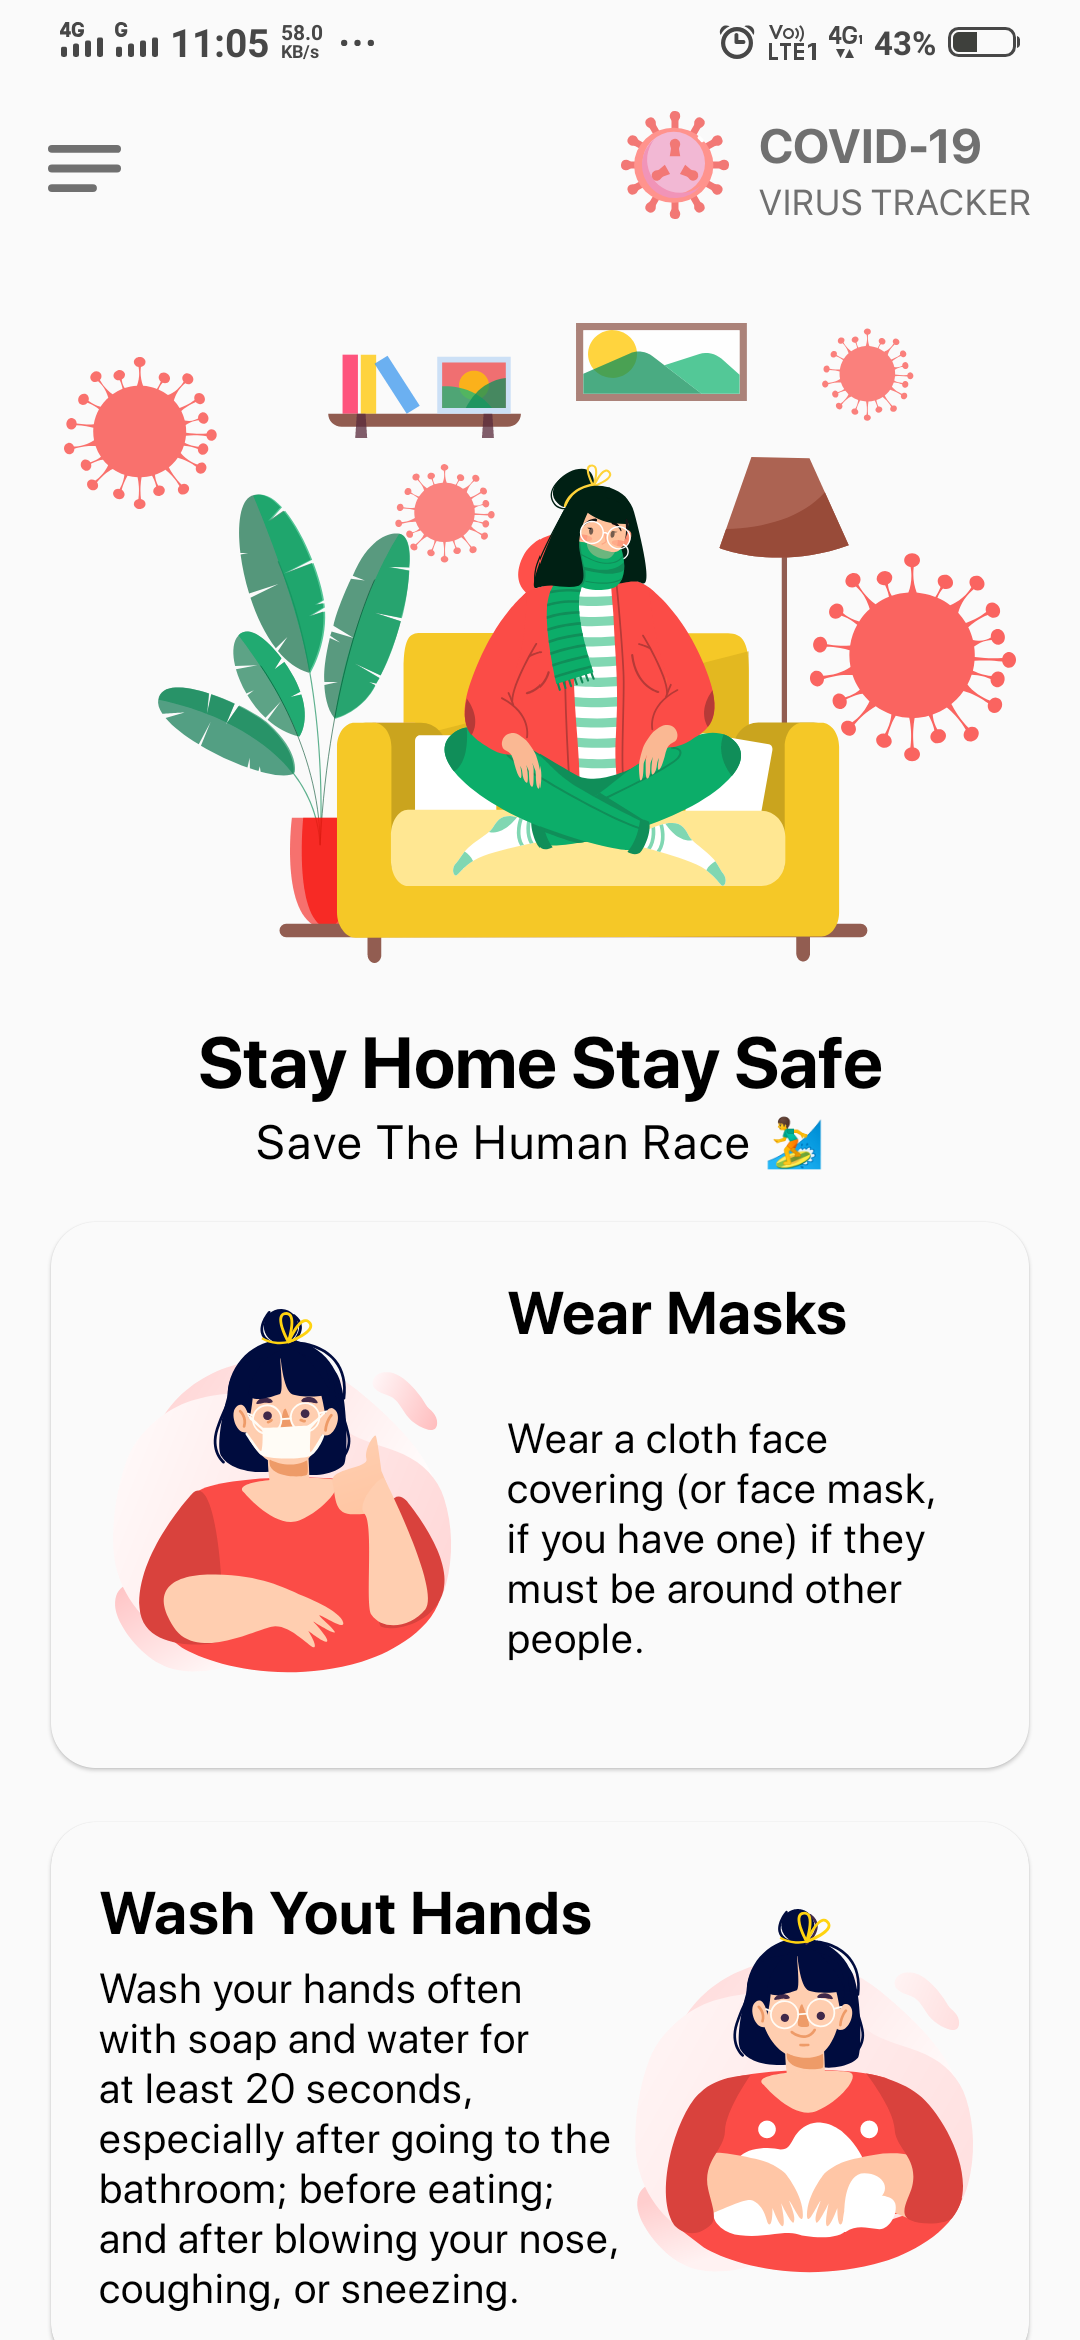 4G G 11:05 58.0 KB/s ... Vo)) LTE1 4G1 43%
COVID-19
VIRUS TRACKER
Stay Home Stay Safe
Save The Human Race 🏄‍♂️
Wear Masks
Wear a cloth face
covering (or face mask,
if you have one) if they
must be around other
people.
Wash Yout Hands
Wash your hands often
with soap and water for
at least 20 seconds,
especially after going to the
bathroom; before eating;
and after blowing your nose,
coughing, or sneezing.